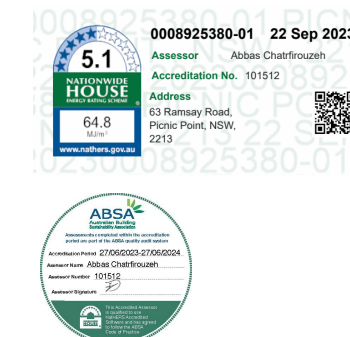 0008925380-01 22 Sep 2023
5.1
Assessor Abbas Chatrfirouzeh
Accreditation No. 101512
NATIONWIDE
HOUSE
ENERGY RATING SCHEME
Address
63 Ramsay Road,
Picnic Point, NSW,
2213
64.8
MJ/m²
www.nathers.gov.au
ABSA
Australian Building
Sustainability Association
Assessments completed within the accreditation
period are part of the ABSA quality audit system
Accreditation Period 27/06/2023-27/06/2024
Assessor Name Abbas Chatrfirouzeh
Assessor Number 101512
Assessor Signature
This Accredited Assessor
is qualified to use
NatHERS Accredited
Software and has agreed
to follow the ABSA
Code of Practice
HOUSE